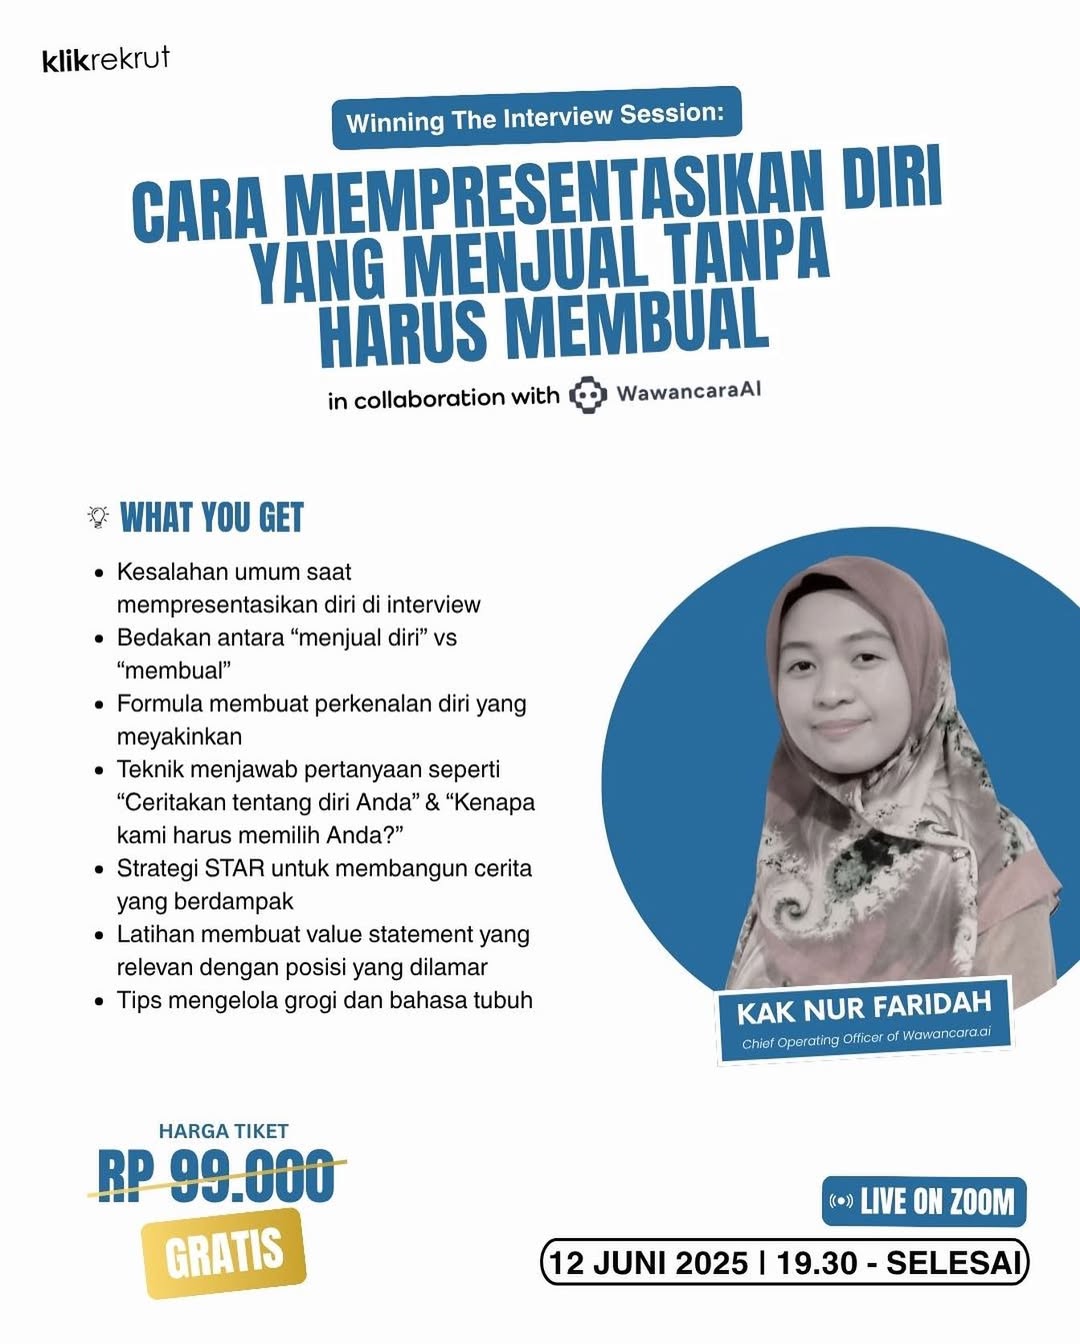 klikrekrut
Winning The Interview Session:
CARA MEMPRESENTASIKAN DIRI
YANG MENJUAL TANPA
HARUS MEMBUAL
in collaboration with WawancaraAI
WHAT YOU GET
• Kesalahan umum saat
mempresentasikan diri di interview
• Bedakan antara “menjual diri” vs
“membual”
• Formula membuat perkenalan diri yang
meyakinkan
• Teknik menjawab pertanyaan seperti
“Ceritakan tentang diri Anda” & “Kenapa
kami harus memilih Anda?”
• Strategi STAR untuk membangun cerita
yang berdampak
• Latihan membuat value statement yang
relevan dengan posisi yang dilamar
• Tips mengelola grogi dan bahasa tubuh
KAK NUR FARIDAH
Chief Operating Officer of Wawancara.ai
HARGA TIKET
RP 99.000
GRATIS
LIVE ON ZOOM
12 JUNI 2025 | 19.30 - SELESAI